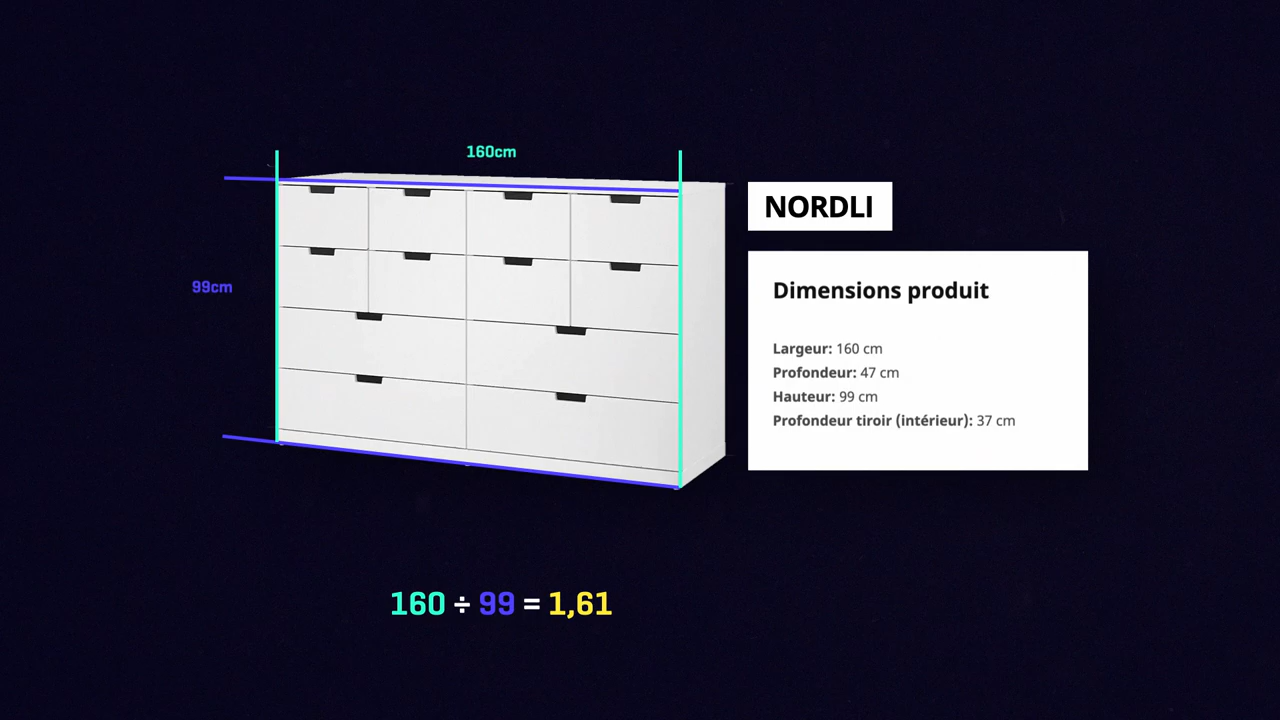 160cm
NORDLI
99cm
Dimensions produit
Largeur: 160 cm
Profondeur: 47 cm
Hauteur: 99 cm
Profondeur tiroir (intérieur): 37 cm
160 ÷ 99 = 1,61